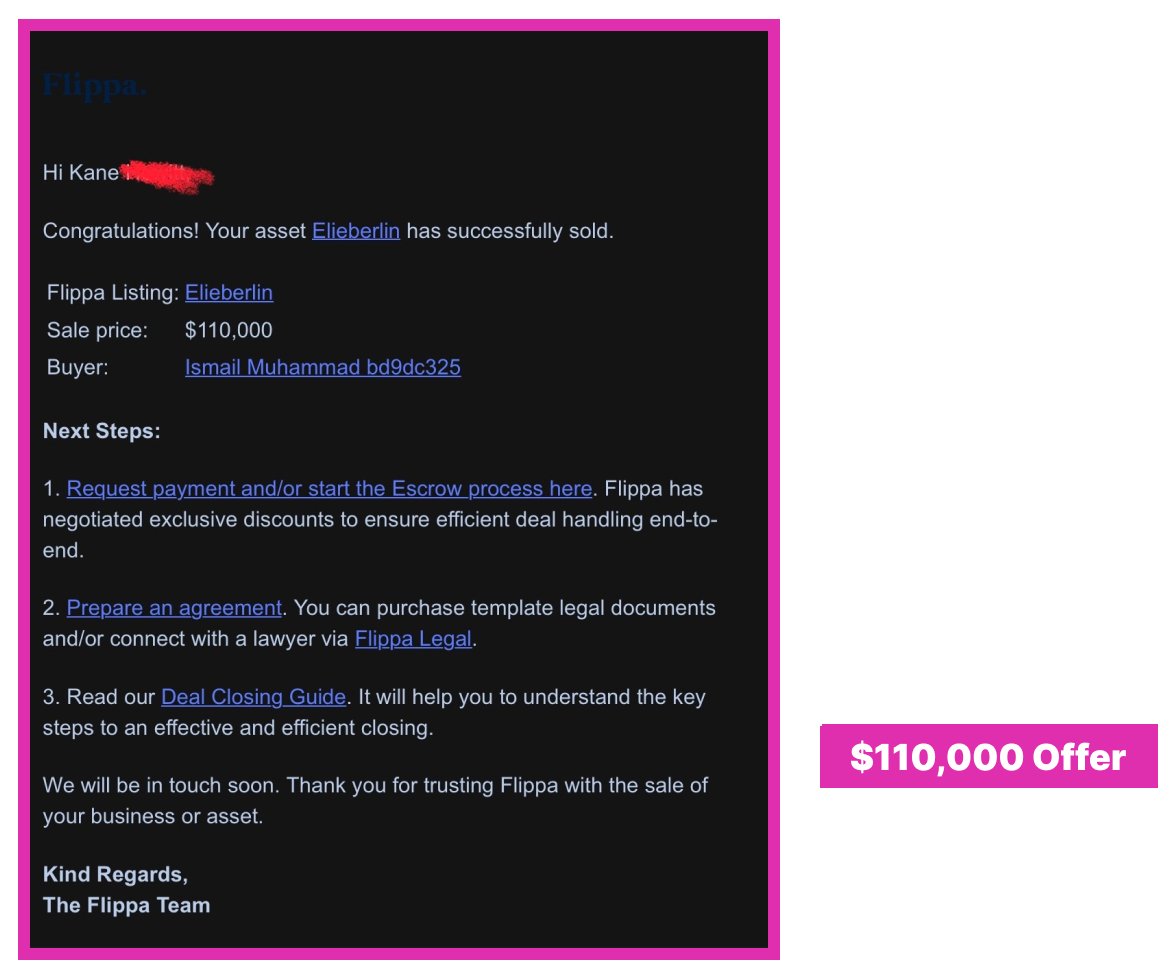 Flippa.
Hi Kane
Congratulations! Your asset Elieberlin has successfully sold.
Flippa Listing: Elieberlin
Sale price: $110,000
Buyer: Ismail Muhammad bd9dc325
Next Steps:
1. Request payment and/or start the Escrow process here. Flippa has
negotiated exclusive discounts to ensure efficient deal handling end-to-
end.
2. Prepare an agreement. You can purchase template legal documents
and/or connect with a lawyer via Flippa Legal.
3. Read our Deal Closing Guide. It will help you to understand the key
steps to an effective and efficient closing.
We will be in touch soon. Thank you for trusting Flippa with the sale of
your business or asset.
Kind Regards,
The Flippa Team
$110,000 Offer